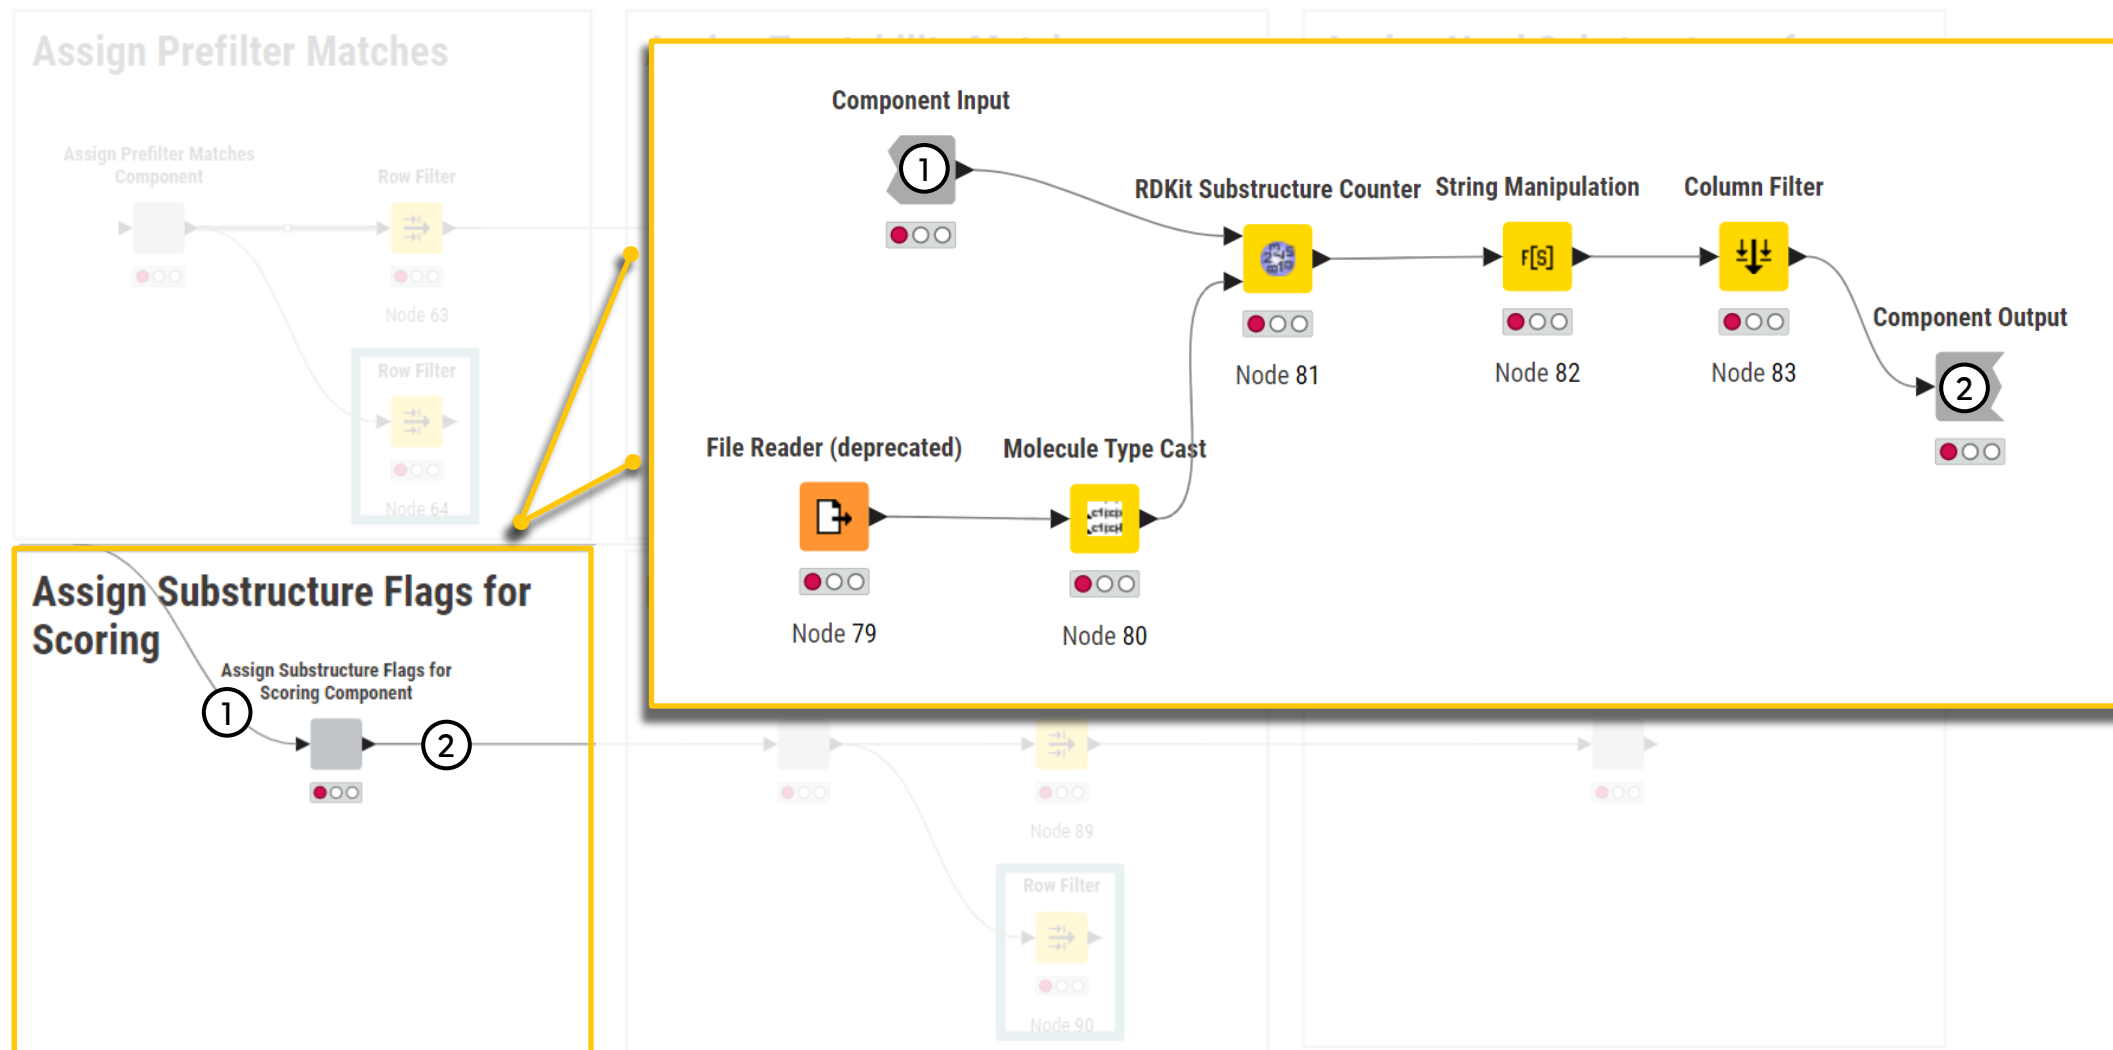 Assign Prefilter Matches
Assign Prefilter Matches
Component
Row Filter
Node 63
Row Filter
Node 64
Component Input
1
RDKit Substructure Counter
String Manipulation
Column Filter
F[S]
Node 81
Node 82
Node 83
Component Output
2
File Reader (deprecated)
Molecule Type Cast
Node 79
Node 80
Assign Substructure Flags for
Scoring
Assign Substructure Flags for
Scoring Component
1
2
Node 89
Row Filter
Node 90